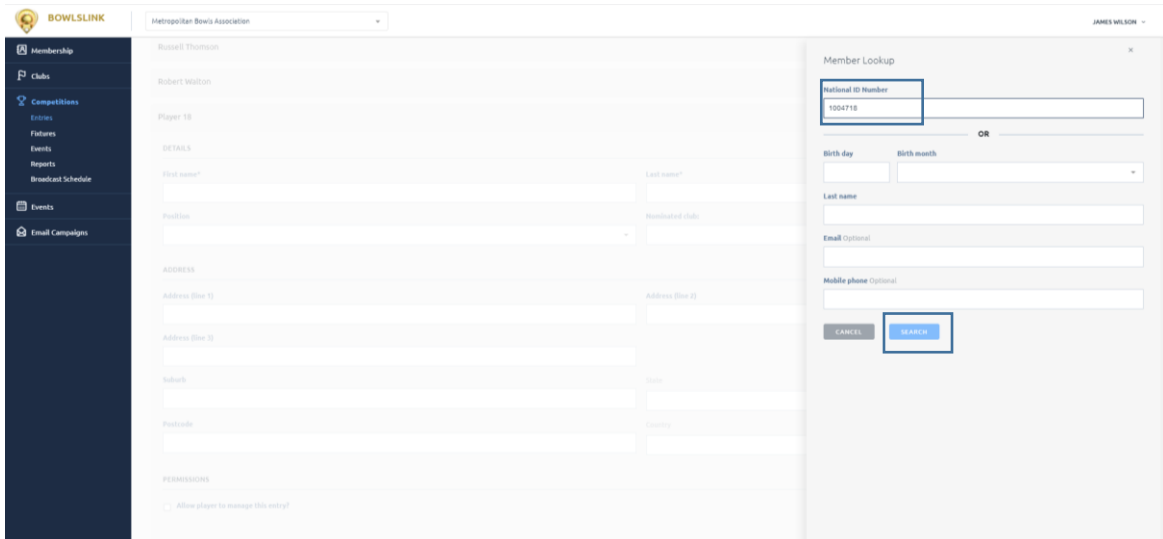 BOWLSLINK
Metropolitan Bowls Association
JAMES WILSON
Membership
Clubs
Competitions
Entries
Fixtures
Events
Reports
Broadcast Schedule
Events
Email Campaigns
Russell Thomson
Robert Walton
Player 18
DETAILS
First name*
Last name*
Position
Nominated club
ADDRESS
Address (line 1)
Address (line 2)
Address (line 3)
Suburb
State
Postcode
Country
PERMISSIONS
Allow player to manage this entry?
×
Member Lookup
National ID Number
1004718
OR
Birth day
Birth month
Last name
Email Optional
Mobile phone Optional
CANCEL
SEARCH